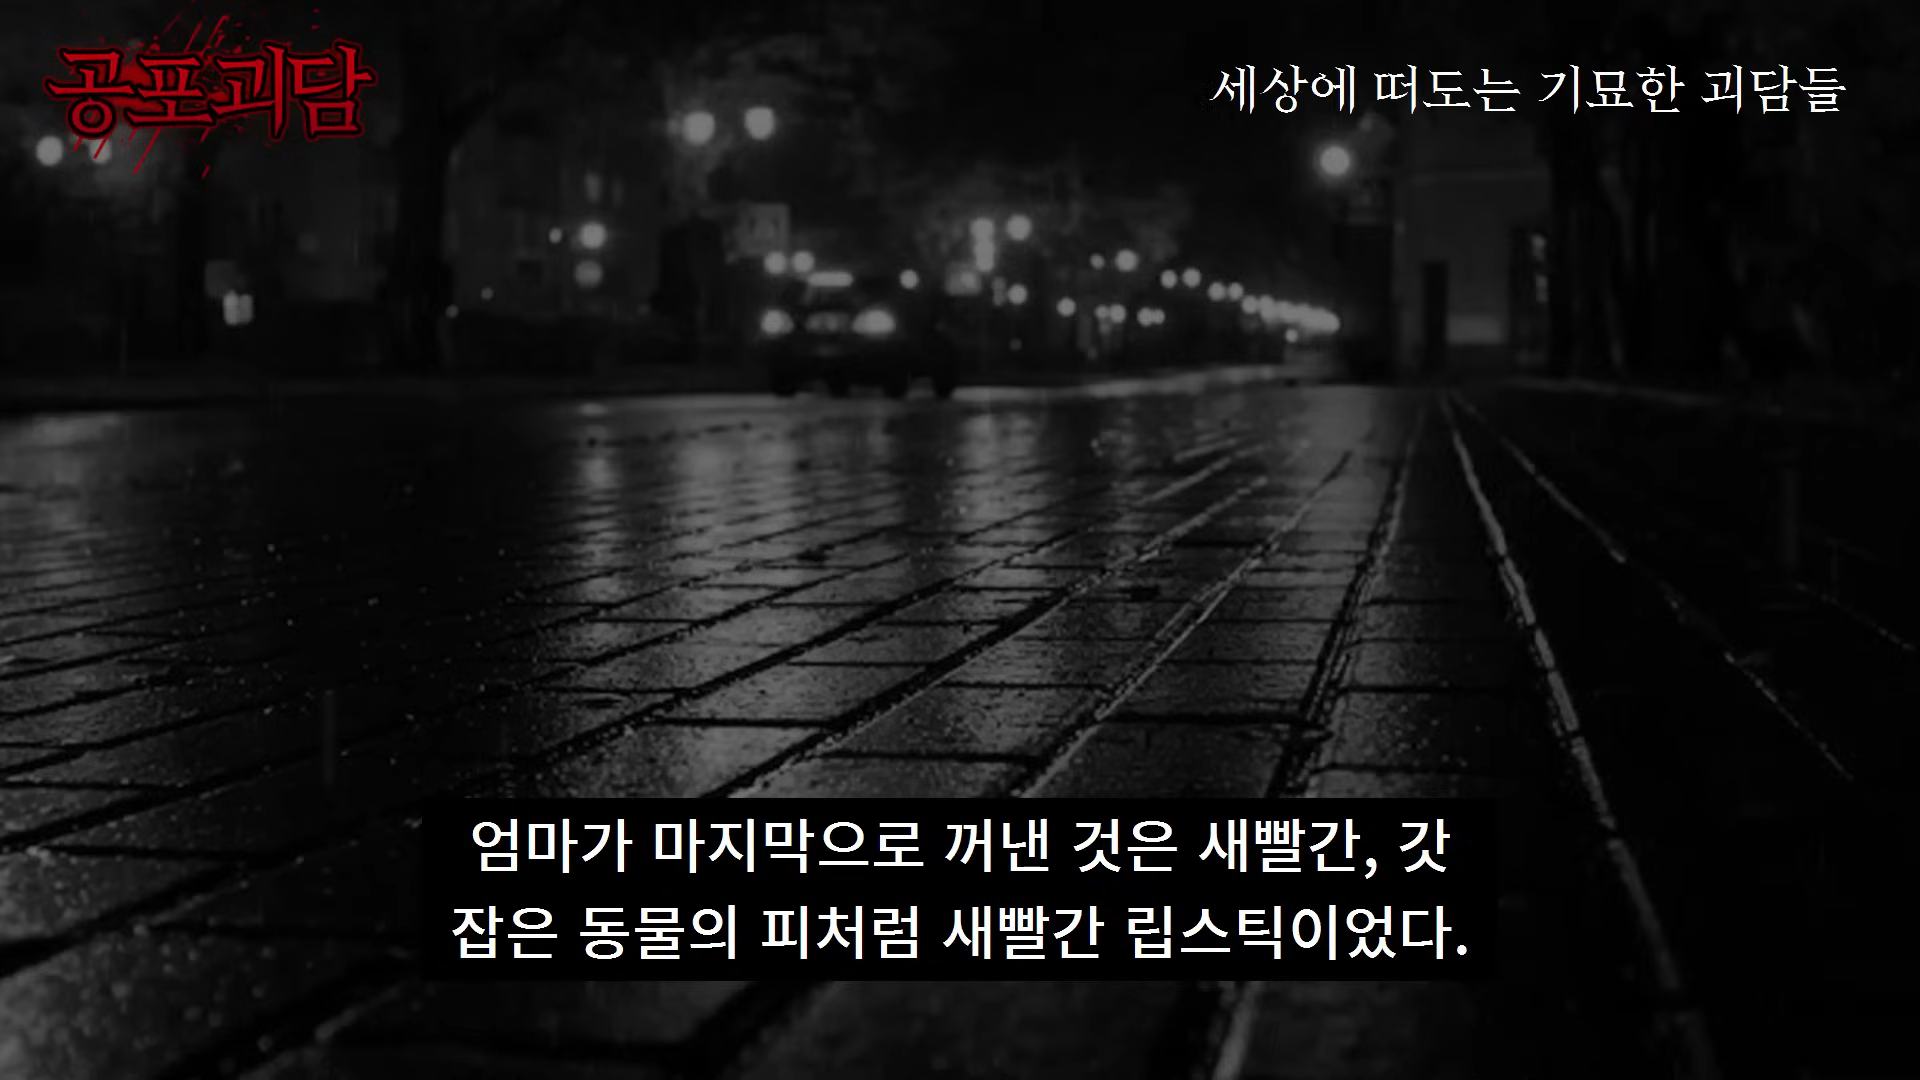 공포괴담
세상에 떠도는 기묘한 괴담들
엄마가 마지막으로 꺼낸 것은 새빨간, 갓
잡은 동물의 피처럼 새빨간 립스틱이었다.